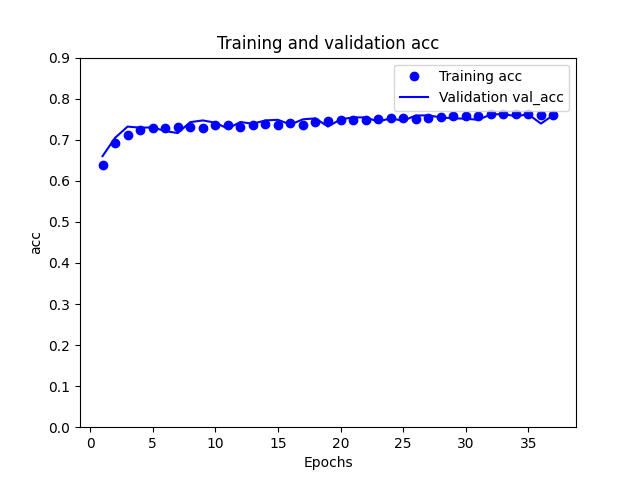 Training and validation acc
Training acc
Validation val_acc
acc
0.9
0.8
0.7
0.6
0.5
0.4
0.3
0.2
0.1
0.0
0 5 10 15 20 25 30 35
Epochs